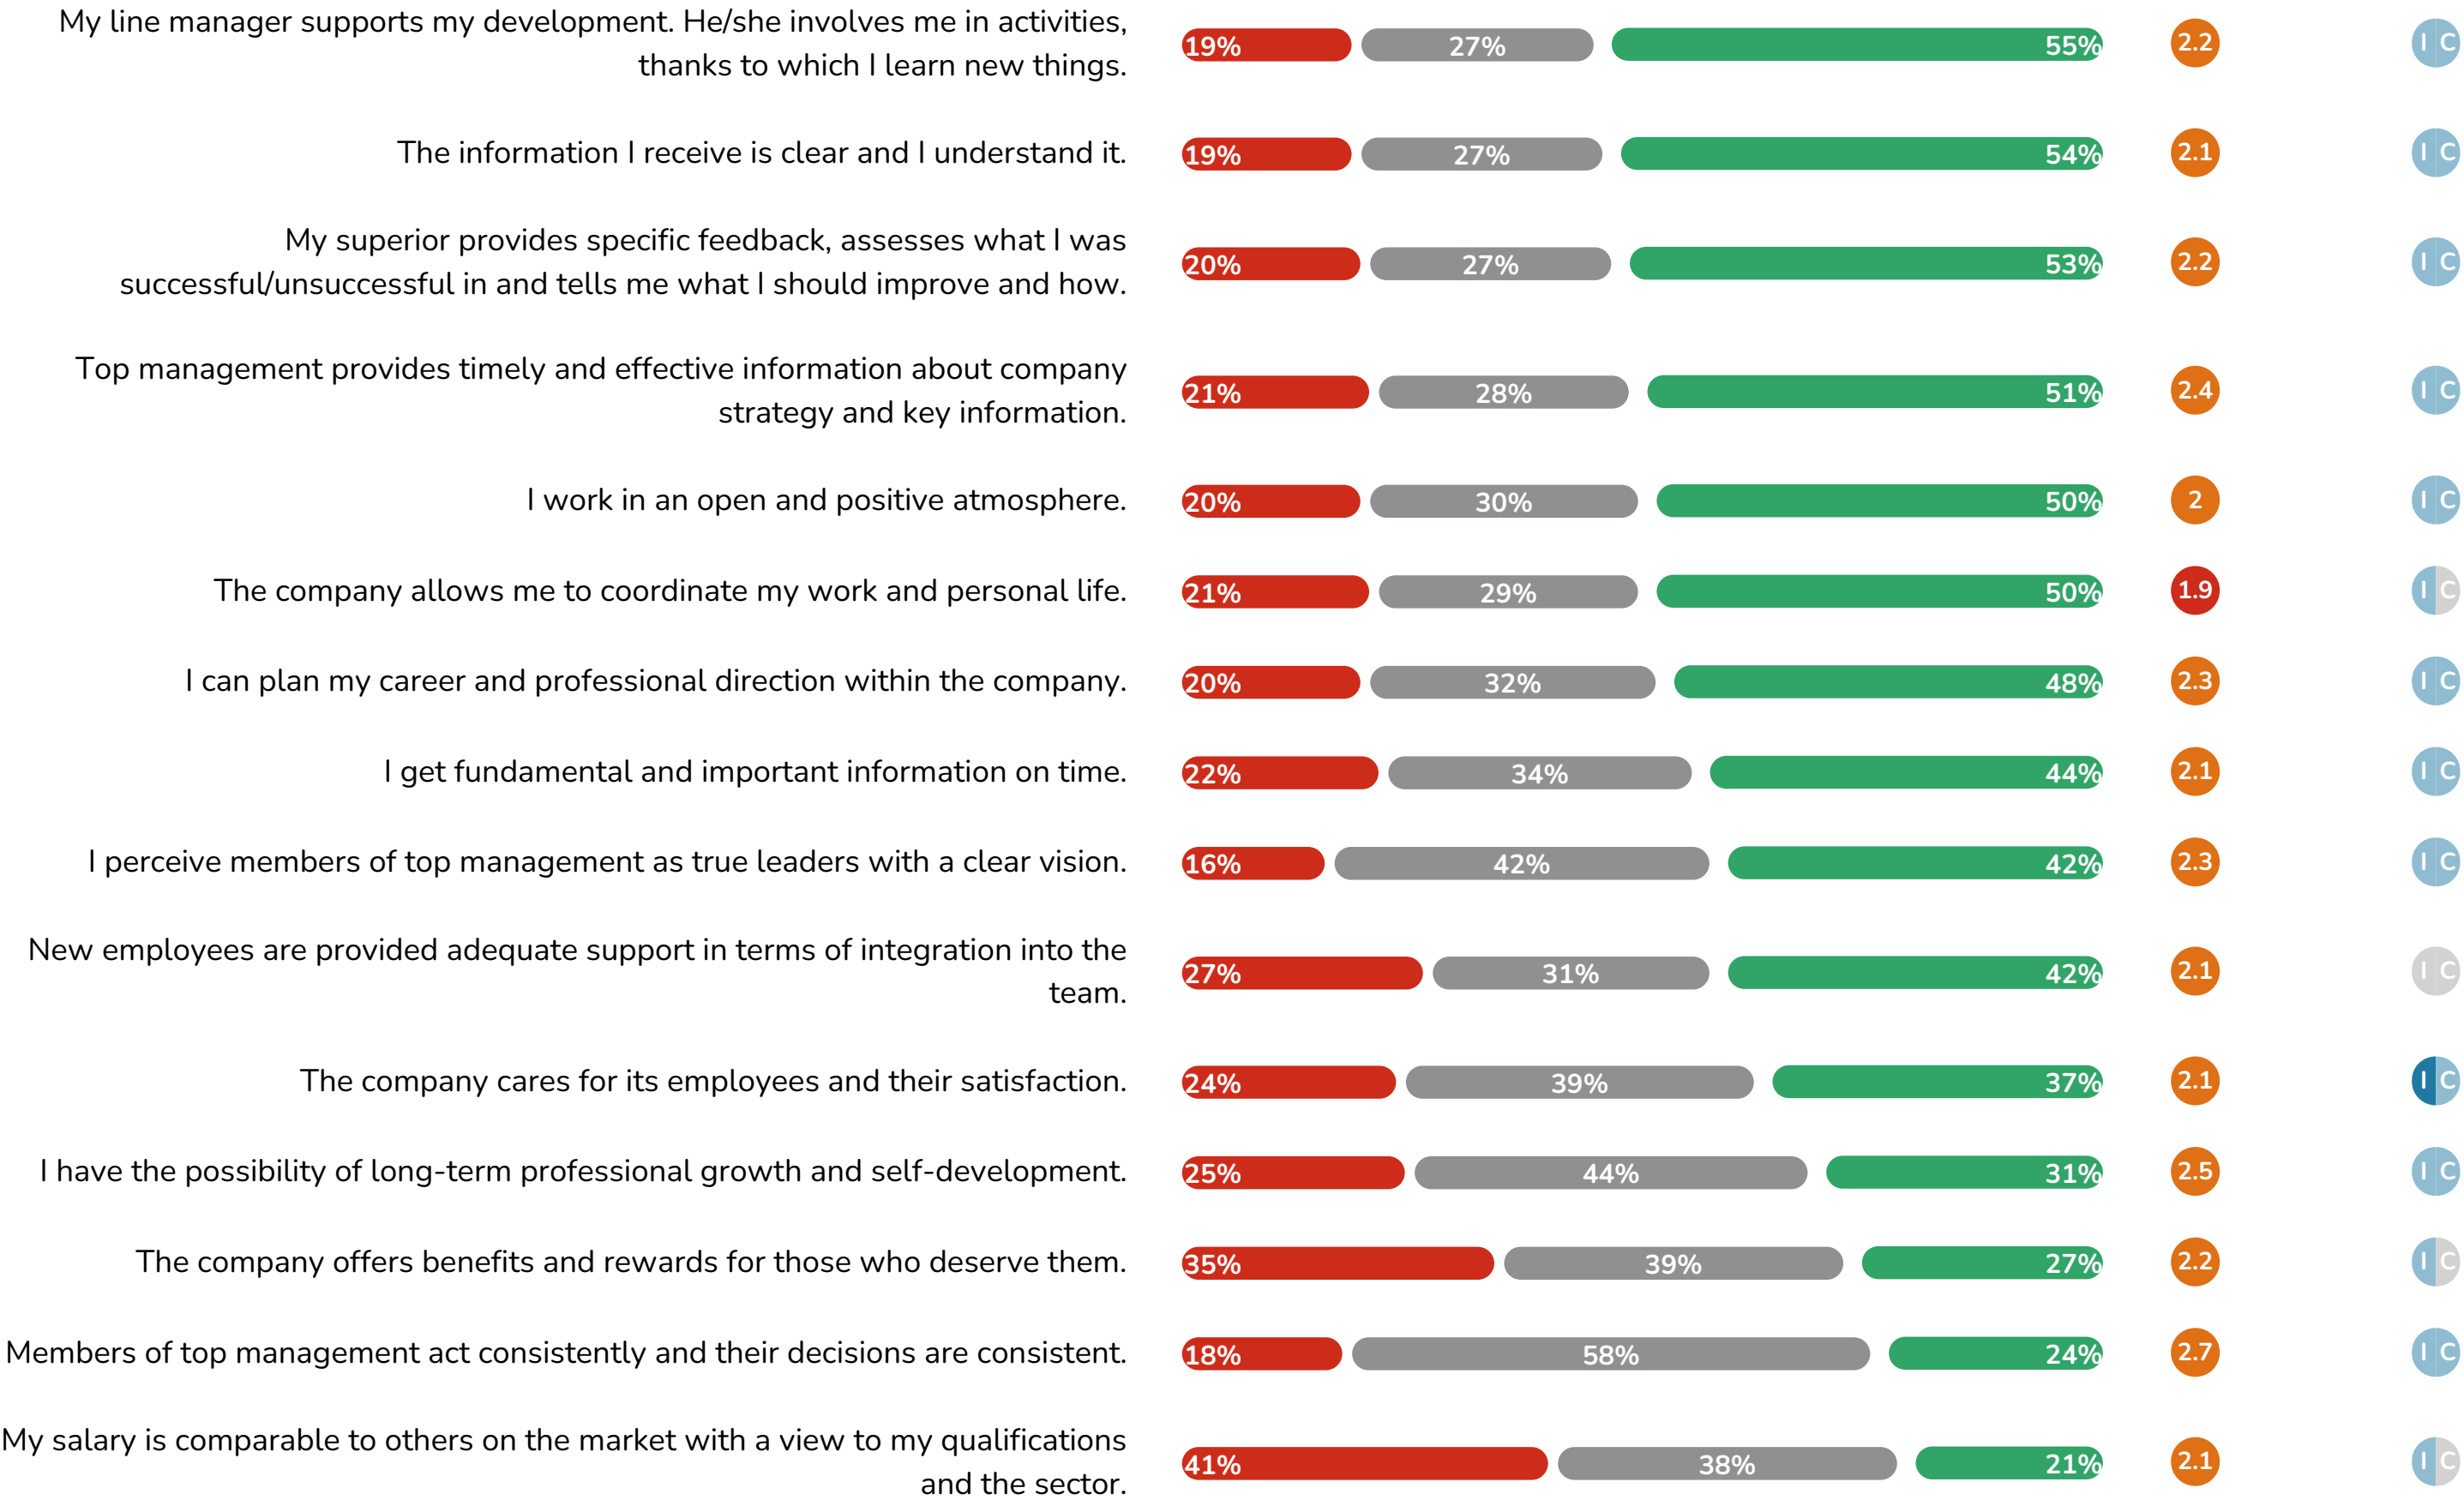 My line manager supports my development. He/she involves me in activities,
thanks to which I learn new things.
19% 27% 55% 2.2 I C
The information I receive is clear and I understand it. 19% 27% 54% 2.1 I C
My superior provides specific feedback, assesses what I was
successful/unsuccessful in and tells me what I should improve and how.
20% 27% 53% 2.2 I C
Top management provides timely and effective information about company
strategy and key information.
21% 28% 51% 2.4 I C
I work in an open and positive atmosphere. 20% 30% 50% 2 I C
The company allows me to coordinate my work and personal life. 21% 29% 50% 1.9 I C
I can plan my career and professional direction within the company. 20% 32% 48% 2.3 I C
I get fundamental and important information on time. 22% 34% 44% 2.1 I C
I perceive members of top management as true leaders with a clear vision. 16% 42% 42% 2.3 I C
New employees are provided adequate support in terms of integration into the
team.
27% 31% 42% 2.1 I C
The company cares for its employees and their satisfaction. 24% 39% 37% 2.1 I C
I have the possibility of long-term professional growth and self-development. 25% 44% 31% 2.5 I C
The company offers benefits and rewards for those who deserve them. 35% 39% 27% 2.2 I C
Members of top management act consistently and their decisions are consistent. 18% 58% 24% 2.7 I C
My salary is comparable to others on the market with a view to my qualifications
and the sector.
41% 38% 21% 2.1 I C